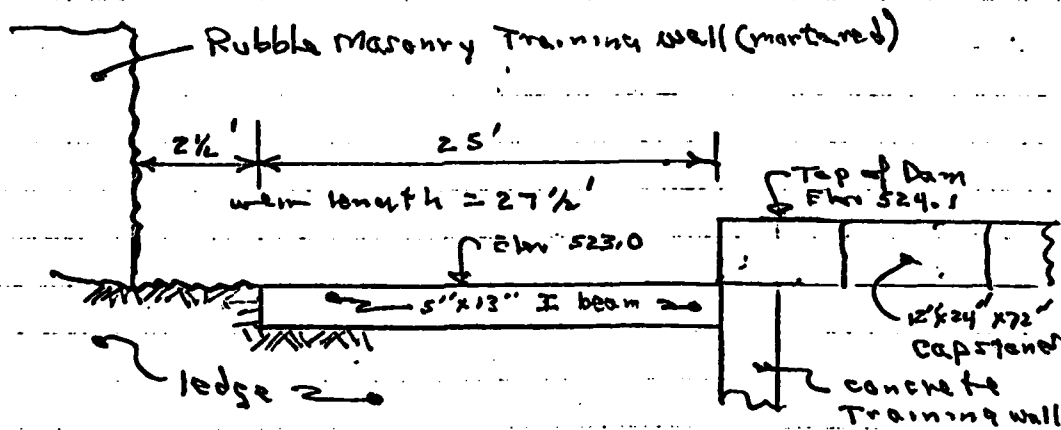 Rubble Masonry Training wall (mortared)
2½'
25'
weir length = 27½'
Top of Dam
Elev 524.1
Elev 523.0
5"x13" I beam
12"x24"x72"
capstones
ledge
concrete
Training wall